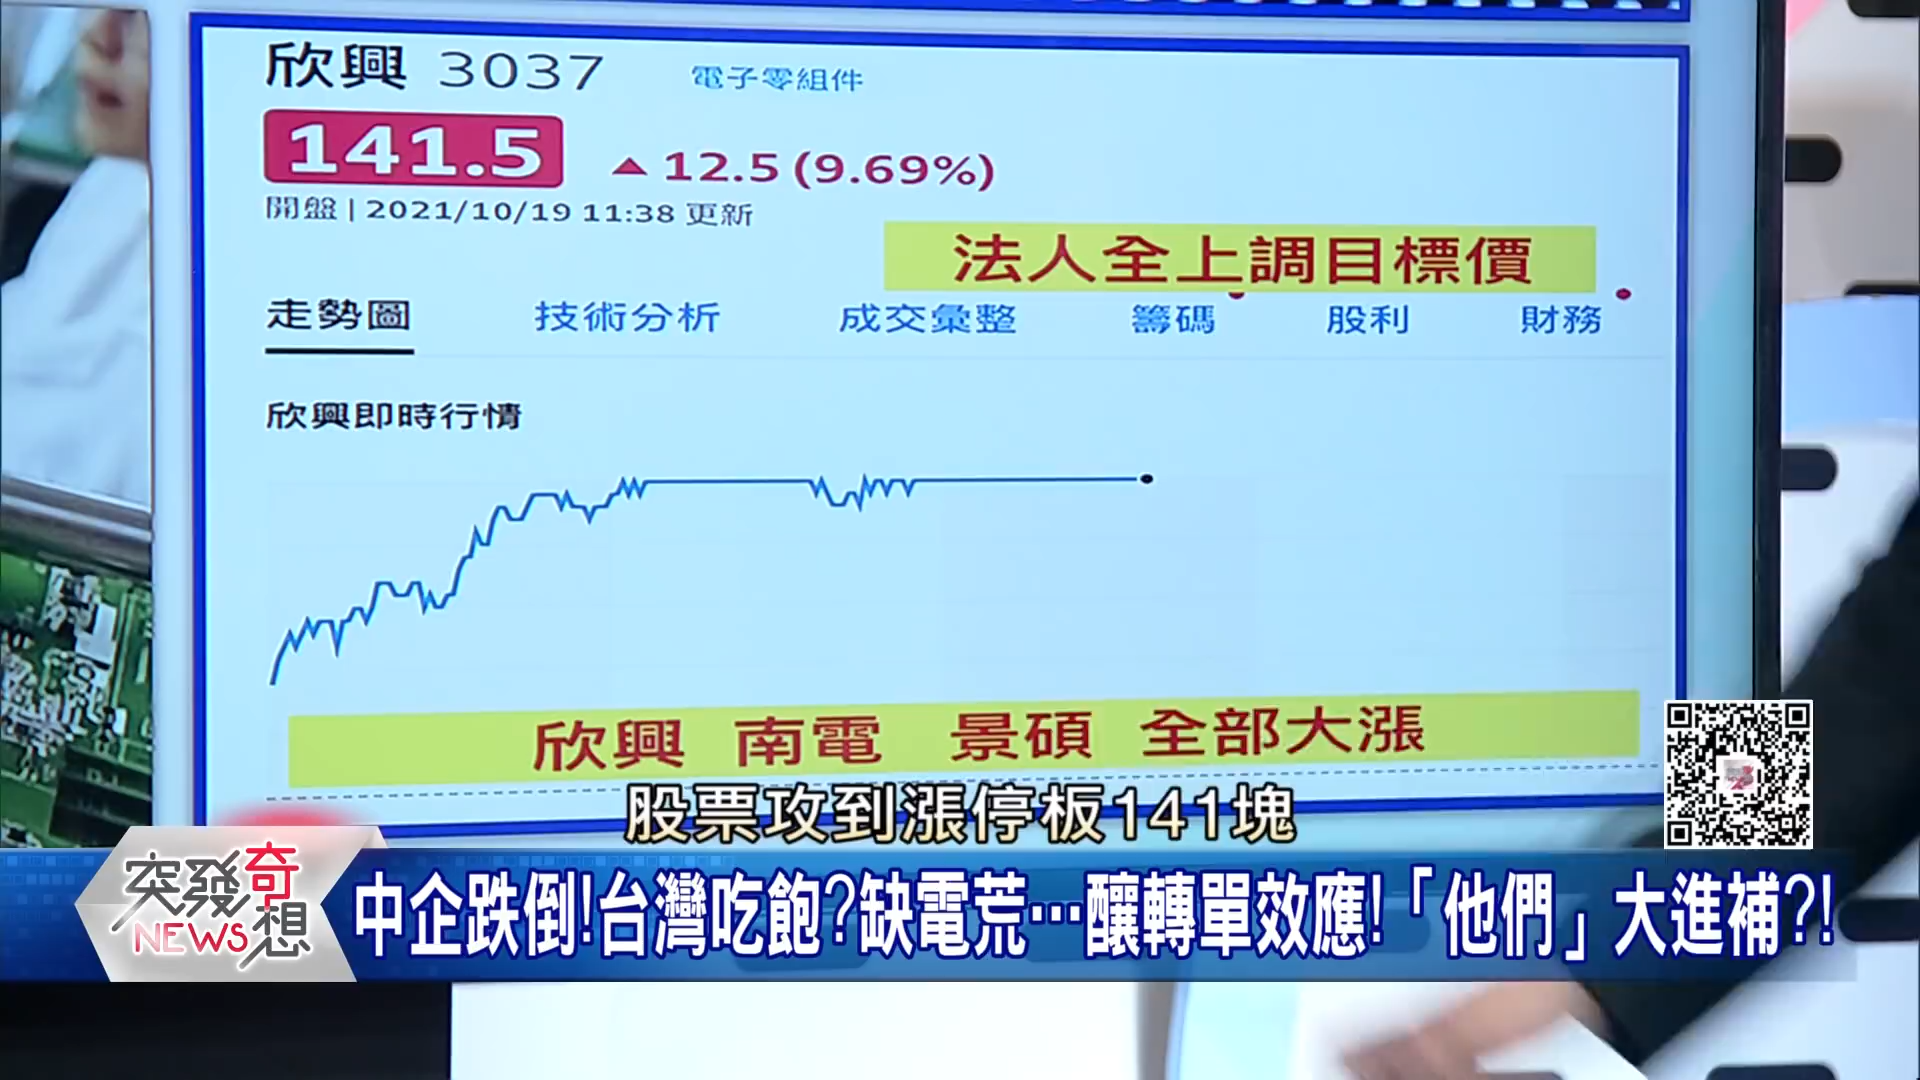 欣興 3037 電子零組件
141.5 ▲12.5 (9.69%)
開盤 | 2021/10/19 11:38 更新
法人全上調目標價
走勢圖 技術分析 成交彙整 籌碼 股利 財務
欣興即時行情
欣興 南電 景碩 全部大漲
股票攻到漲停板141塊
突發奇想 NEWS
中企跌倒!台灣吃飽?缺電荒…釀轉單效應!「他們」大進補?!